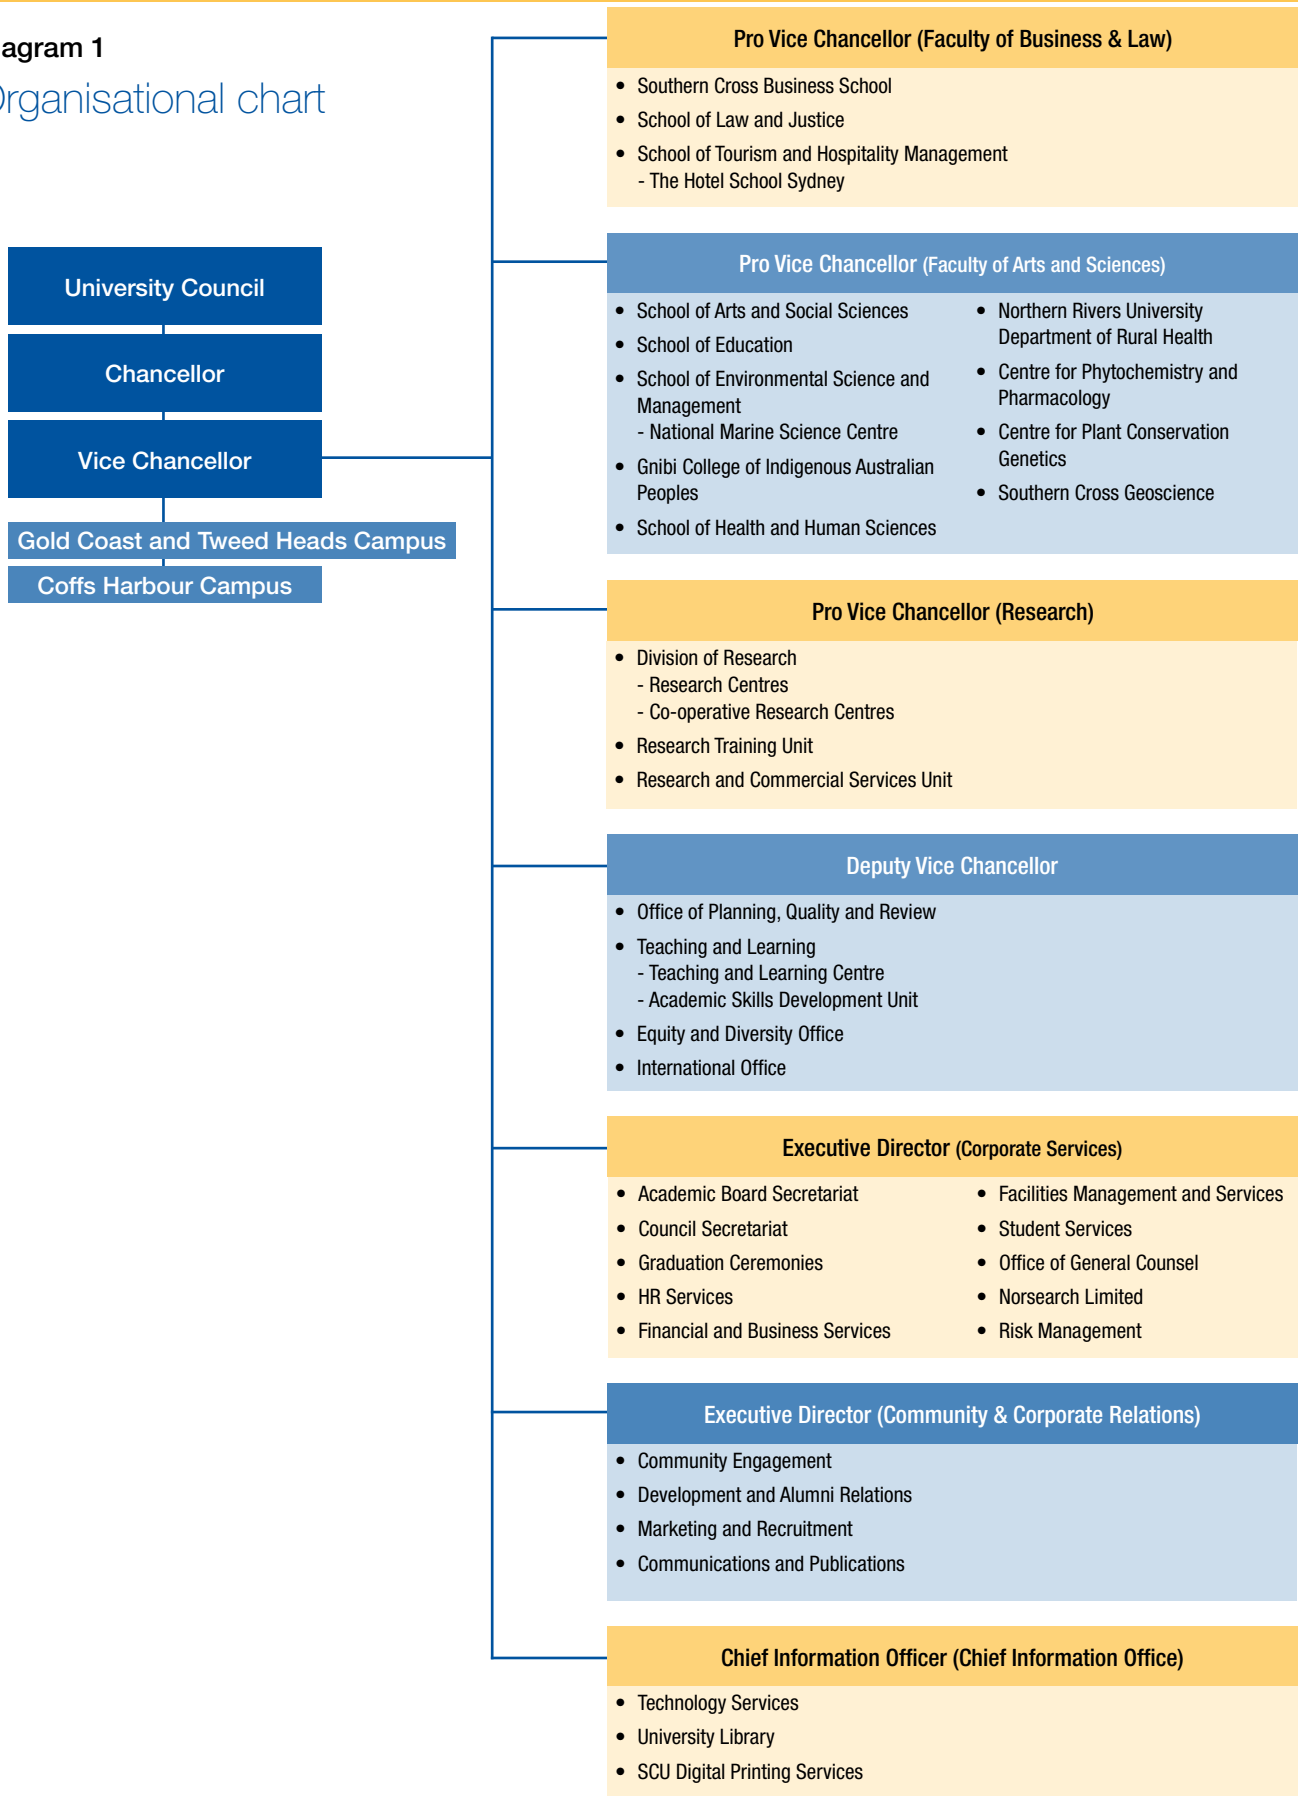 agram 1
Organisational chart
University Council
Chancellor
Vice Chancellor
Gold Coast and Tweed Heads Campus
Coffs Harbour Campus
Pro Vice Chancellor (Faculty of Business & Law)
• Southern Cross Business School
• School of Law and Justice
• School of Tourism and Hospitality Management
- The Hotel School Sydney
Pro Vice Chancellor (Faculty of Arts and Sciences)
• School of Arts and Social Sciences
• School of Education
• School of Environmental Science and
Management
- National Marine Science Centre
• Gnibi College of Indigenous Australian
Peoples
• School of Health and Human Sciences
• Northern Rivers University
Department of Rural Health
• Centre for Phytochemistry and
Pharmacology
• Centre for Plant Conservation
Genetics
• Southern Cross Geoscience
Pro Vice Chancellor (Research)
• Division of Research
- Research Centres
- Co-operative Research Centres
• Research Training Unit
• Research and Commercial Services Unit
Deputy Vice Chancellor
• Office of Planning, Quality and Review
• Teaching and Learning
- Teaching and Learning Centre
- Academic Skills Development Unit
• Equity and Diversity Office
• International Office
Executive Director (Corporate Services)
• Academic Board Secretariat
• Council Secretariat
• Graduation Ceremonies
• HR Services
• Financial and Business Services
• Facilities Management and Services
• Student Services
• Office of General Counsel
• Norsearch Limited
• Risk Management
Executive Director (Community & Corporate Relations)
• Community Engagement
• Development and Alumni Relations
• Marketing and Recruitment
• Communications and Publications
Chief Information Officer (Chief Information Office)
• Technology Services
• University Library
• SCU Digital Printing Services